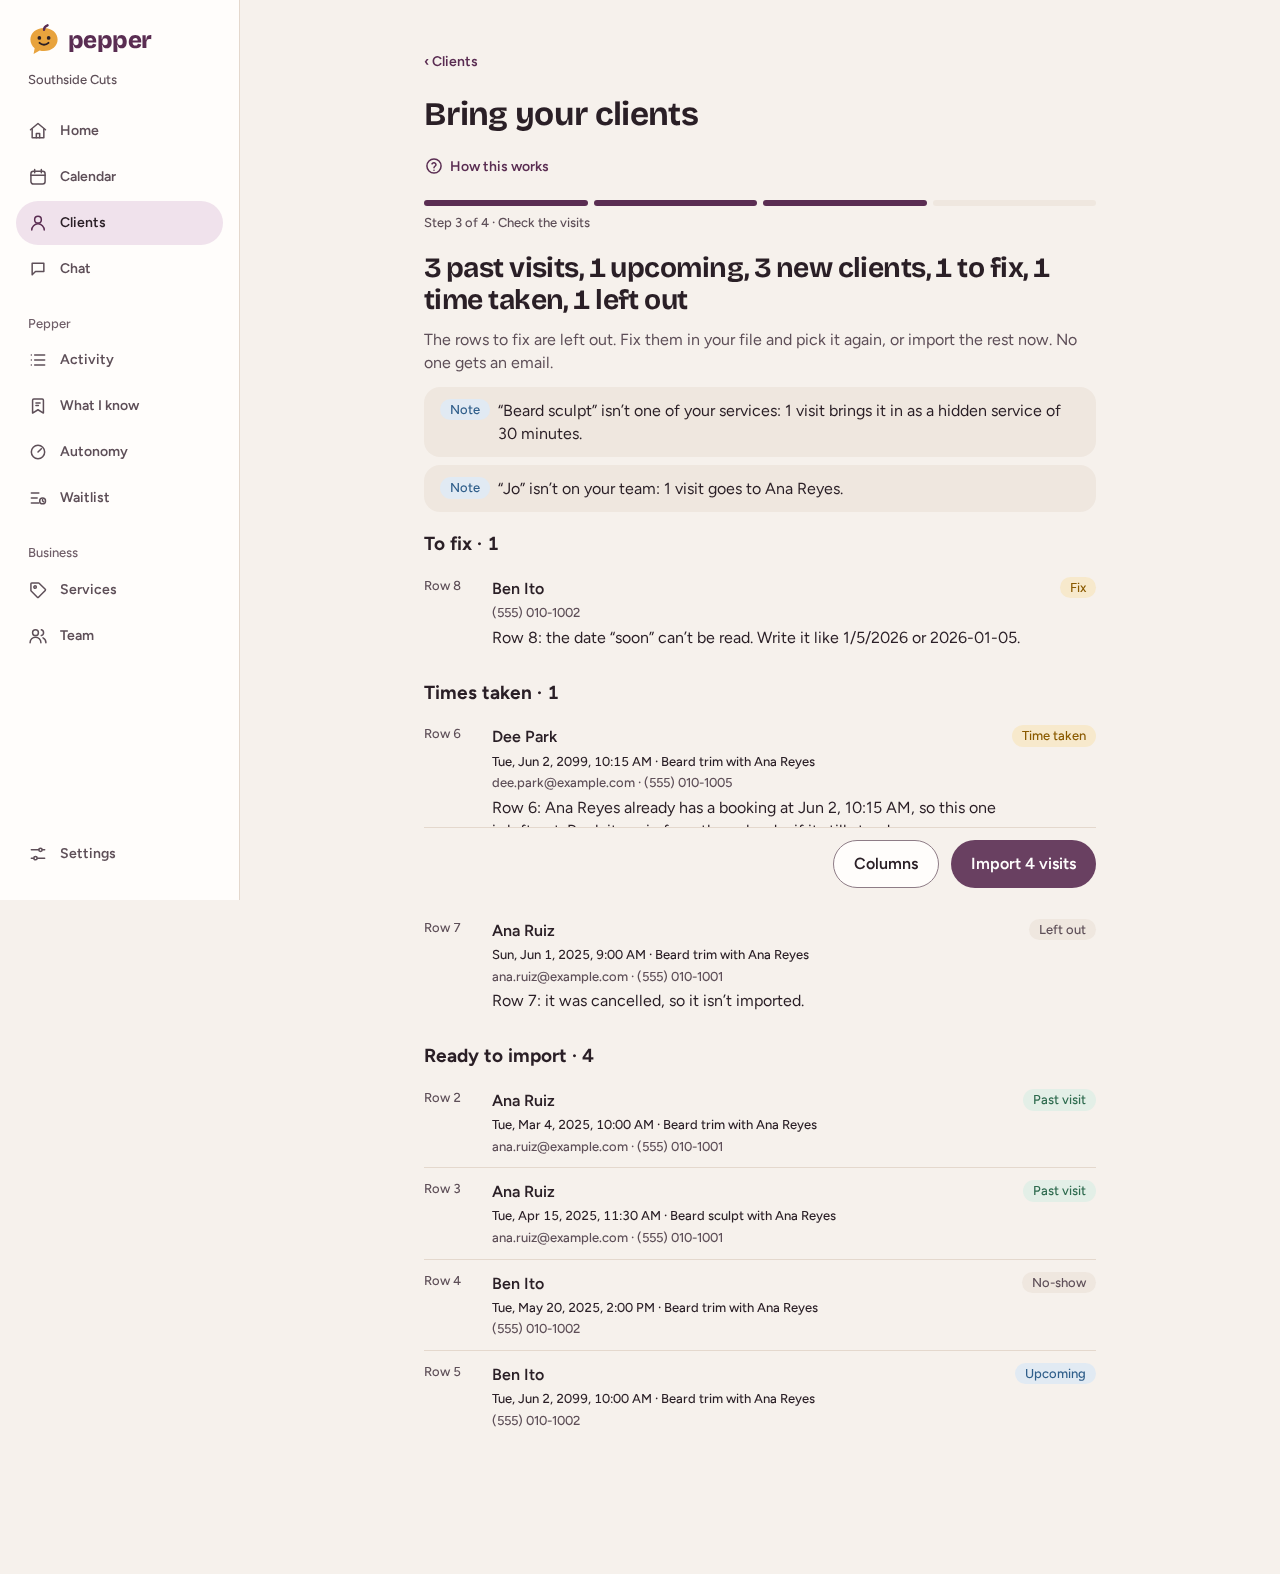 pepper
Southside Cuts
Home
Calendar
Clients
Chat
Pepper
Activity
What I know
Autonomy
Waitlist
Business
Services
Team
Settings
‹ Clients
Bring your clients
How this works
Step 3 of 4 · Check the visits
3 past visits, 1 upcoming, 3 new clients, 1 to fix, 1
time taken, 1 left out
The rows to fix are left out. Fix them in your file and pick it again, or import the rest now. No
one gets an email.
Note “Beard sculpt” isn’t one of your services: 1 visit brings it in as a hidden service of
30 minutes.
Note “Jo” isn’t on your team: 1 visit goes to Ana Reyes.
To fix · 1
Row 8 Ben Ito Fix
(555) 010-1002
Row 8: the date “soon” can’t be read. Write it like 1/5/2026 or 2026-01-05.
Times taken · 1
Row 6 Dee Park Time taken
Tue, Jun 2, 2099, 10:15 AM · Beard trim with Ana Reyes
dee.park@example.com · (555) 010-1005
Row 6: Ana Reyes already has a booking at Jun 2, 10:15 AM, so this one
Columns Import 4 visits
Row 7 Ana Ruiz Left out
Sun, Jun 1, 2025, 9:00 AM · Beard trim with Ana Reyes
ana.ruiz@example.com · (555) 010-1001
Row 7: it was cancelled, so it isn’t imported.
Ready to import · 4
Row 2 Ana Ruiz Past visit
Tue, Mar 4, 2025, 10:00 AM · Beard trim with Ana Reyes
ana.ruiz@example.com · (555) 010-1001
Row 3 Ana Ruiz Past visit
Tue, Apr 15, 2025, 11:30 AM · Beard sculpt with Ana Reyes
ana.ruiz@example.com · (555) 010-1001
Row 4 Ben Ito No-show
Tue, May 20, 2025, 2:00 PM · Beard trim with Ana Reyes
(555) 010-1002
Row 5 Ben Ito Upcoming
Tue, Jun 2, 2099, 10:00 AM · Beard trim with Ana Reyes
(555) 010-1002